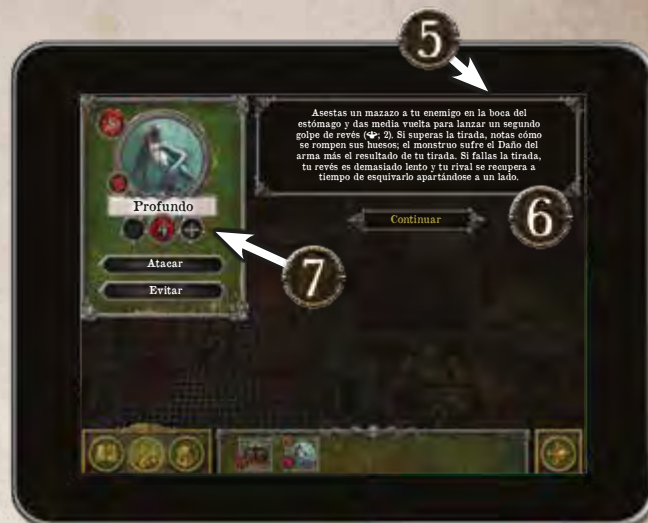 5
Asestas un mazazo a tu enemigo en la boca del
estómago y das media vuelta para lanzar un segundo
golpe de revés (; 2). Si superas la tirada, notas cómo
se rompen sus huesos; el monstruo sufre el Daño del
arma más el resultado de tu tirada. Si fallas la tirada,
tu revés es demasiado lento y tu rival se recupera a
tiempo de esquivarlo apartándose a un lado.
Profundo
Continuar
6
7
Atacar
Evitar